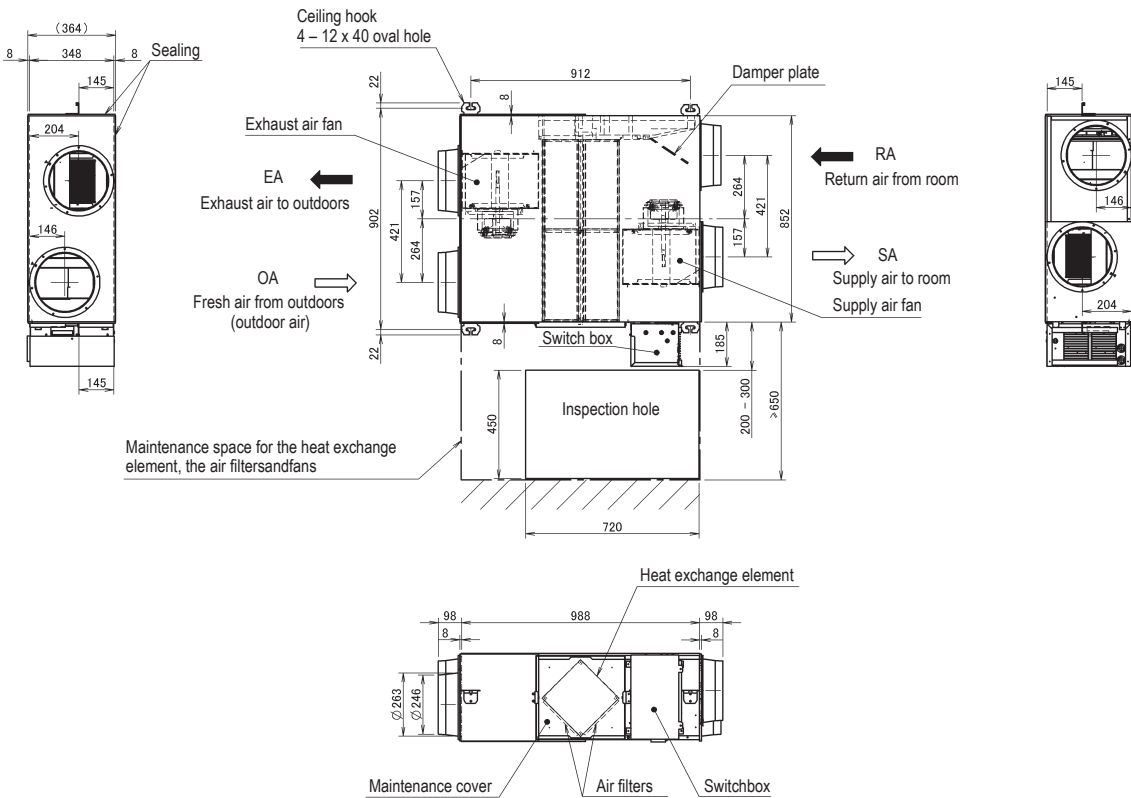 Ceiling hook
4 – 12 x 40 oval hole
(364)
8
348
8
Sealing
145
204
146
145
22
912
8
Damper plate
Exhaust air fan
EA
Exhaust air to outdoors
OA
Fresh air from outdoors
(outdoor air)
902
421
157
264
22
8
RA
Return air from room
264
421
157
852
SA
Supply air to room
Supply air fan
Switch box
185
200 – 300
≥650
Inspection hole
450
720
Maintenance space for the heat exchange
element, the air filtersandfans
145
146
204
Heat exchange element
98
988
98
8
8
Ø263
Ø246
Maintenance cover
Air filters
Switchbox